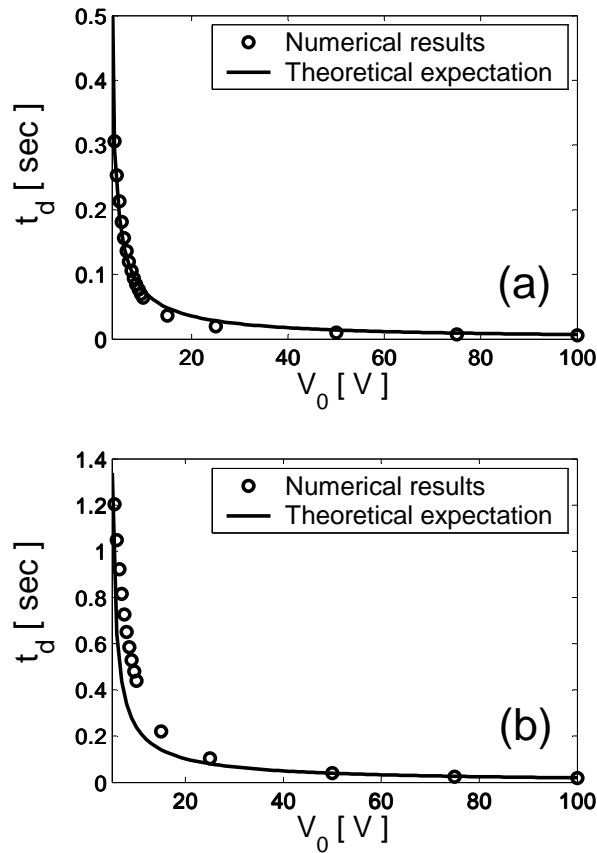 0.5
0.4
0.3
0.2
0.1
0
t_d [ sec ]
Numerical results
Theoretical expectation
(a)
20 40 60 80 100
V_0 [ V ]
1.4
1.2
1
0.8
0.6
0.4
0.2
0
t_d [ sec ]
Numerical results
Theoretical expectation
(b)
20 40 60 80 100
V_0 [ V ]